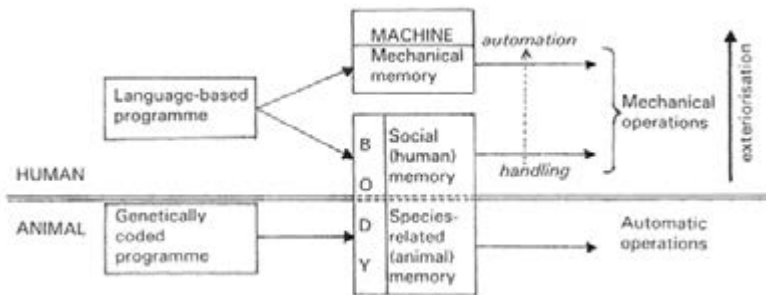 MACHINE
Mechanical
memory
automation
Language-based
programme
Mechanical
operations
exteriorisation
B
O
D
Y
Social
(human)
memory
handling
HUMAN
ANIMAL
Genetically
coded
programme
Species-
related
(animal)
memory
Automatic
operations